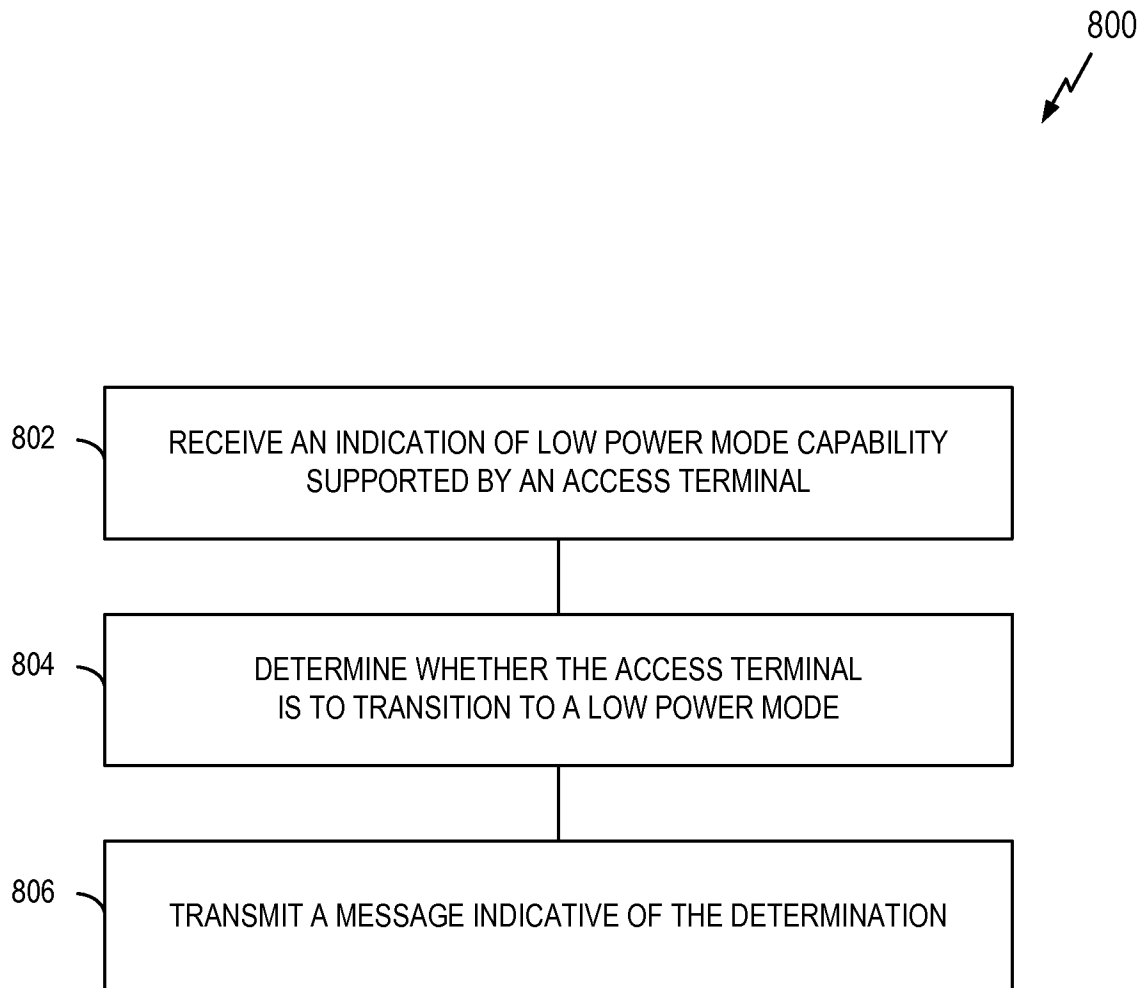 800
802
RECEIVE AN INDICATION OF LOW POWER MODE CAPABILITY
SUPPORTED BY AN ACCESS TERMINAL
804
DETERMINE WHETHER THE ACCESS TERMINAL
IS TO TRANSITION TO A LOW POWER MODE
806
TRANSMIT A MESSAGE INDICATIVE OF THE DETERMINATION